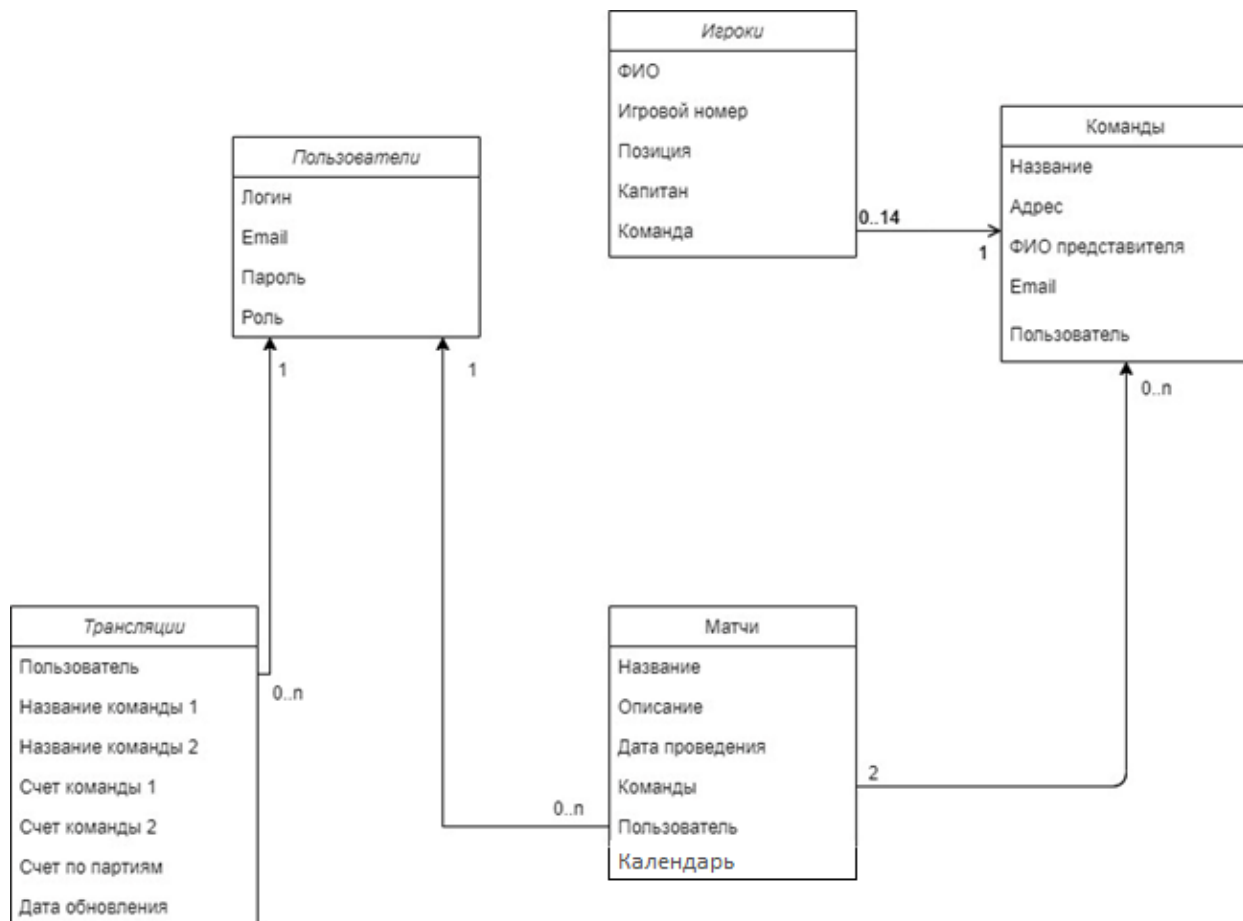 Игроки
ФИО
Игровой номер
Позиция
Капитан
Команда
0..14
1
Команды
Название
Адрес
ФИО представителя
Email
Пользователь
0..n
Пользователи
Логин
Email
Пароль
Роль
1
1
Трансляции
Пользователь
Название команды 1
Название команды 2
Счет команды 1
Счет команды 2
Счет по партиям
Дата обновления
0..n
Матчи
Название
Описание
Дата проведения
Команды
Пользователь
Календарь
0..n
2